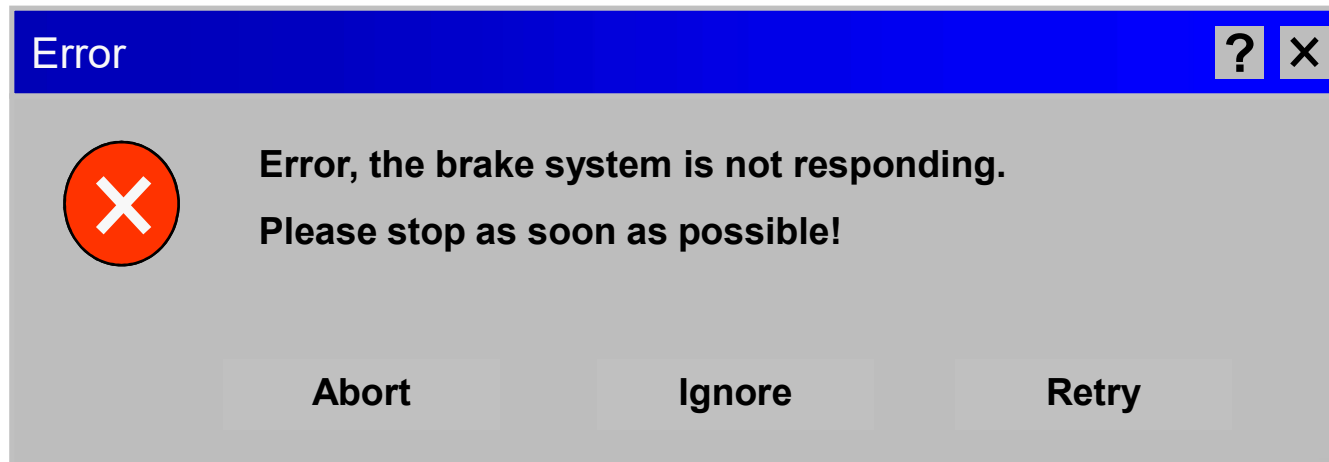 Error
?
Error, the brake system is not responding.
Please stop as soon as possible!
Abort Ignore Retry